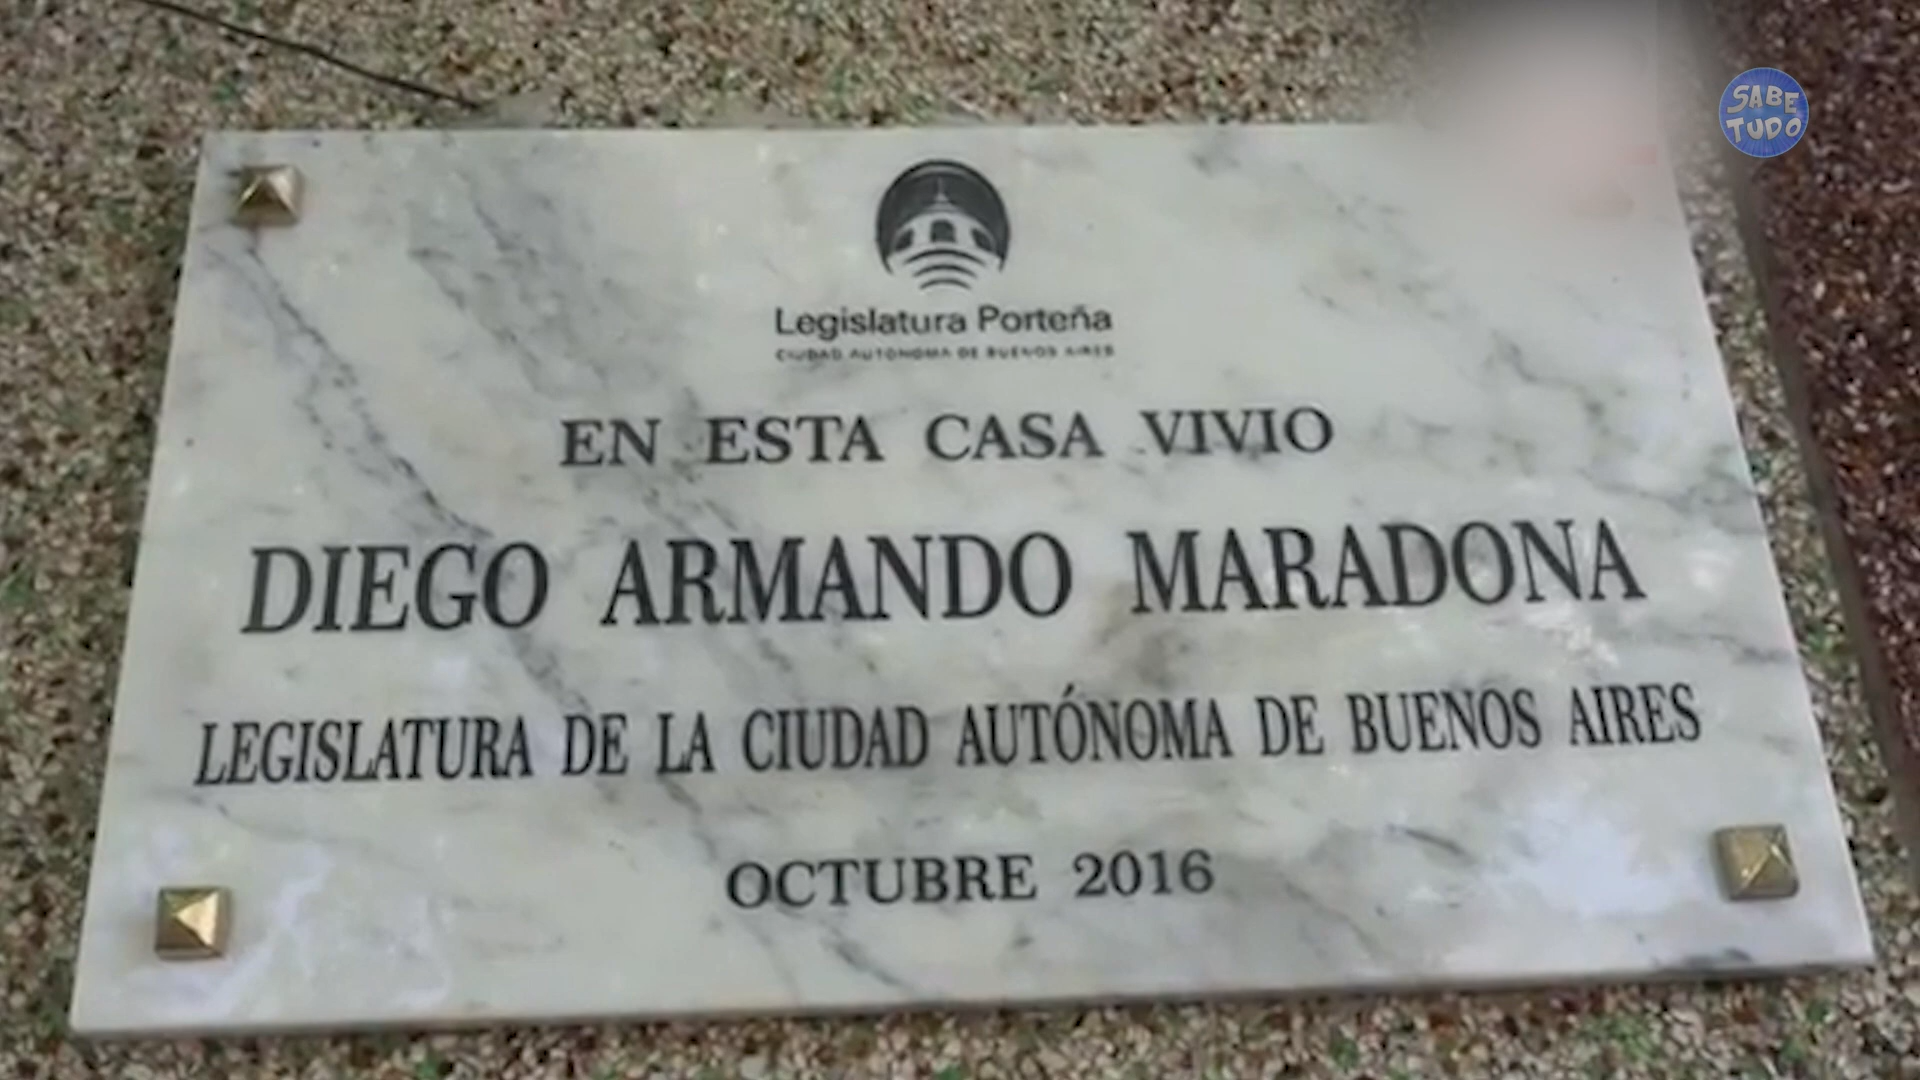 SABE
TUDO
Legislatura Porteña
CIUDAD AUTONOMA DE BUENOS AIRES
EN ESTA CASA VIVIO
DIEGO ARMANDO MARADONA
LEGISLATURA DE LA CIUDAD AUTÓNOMA DE BUENOS AIRES
OCTUBRE 2016